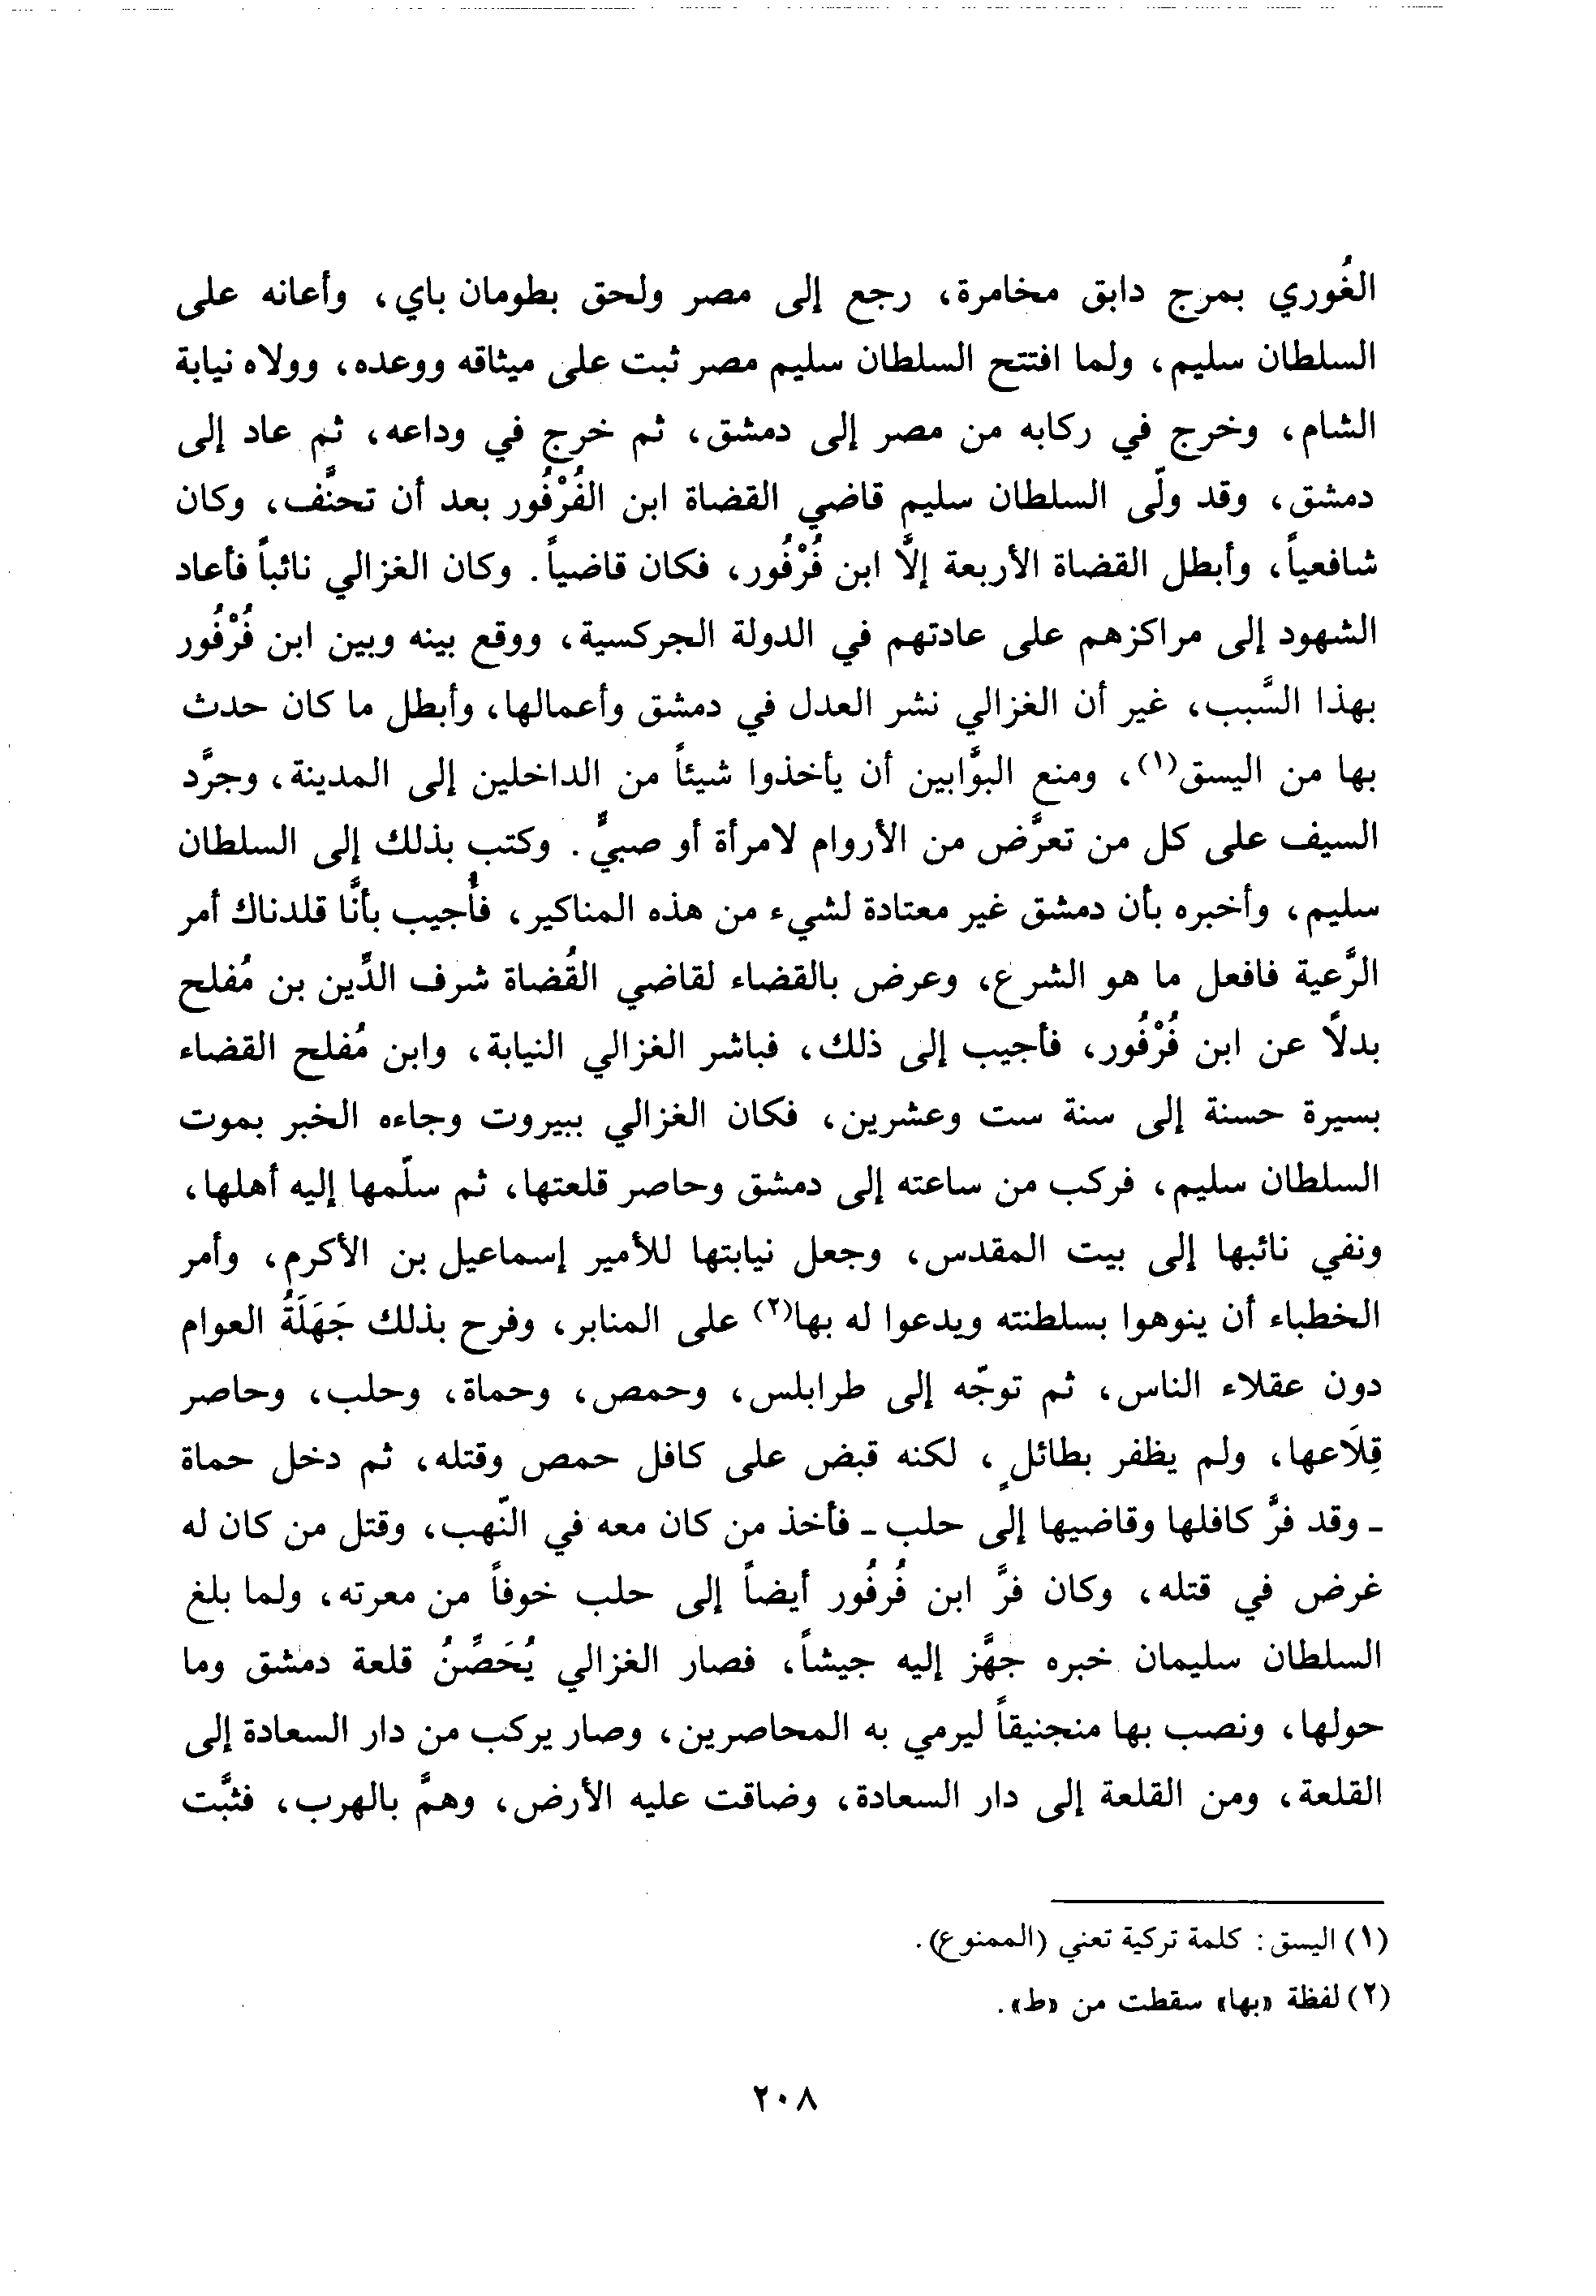 الغُوري بمرج دابق مخامرة، رجع إلى مصر ولحق بطومان باي، وأعانه على
السلطان سليم، ولما افتتح السلطان سليم مصر ثبت على ميثاقه ووعده، وولاه نيابة
الشام، وخرج في ركابه من مصر إلى دمشق، ثم خرج في وداعه، ثم عاد إلى
دمشق، وقد ولّى السلطان سليم قاضي القضاة ابن الفُرْفُور بعد أن تحنَّف، وكان
شافعياً، وأبطل القضاة الأربعة إلَّا ابن فُرْفُور، فكان قاضياً. وكان الغزالي نائباً فأعاد
الشهود إلى مراكزهم على عادتهم في الدولة الجركسية، ووقع بينه وبين ابن فُرْفُور
بهذا السَّبب، غير أن الغزالي نشر العدل في دمشق وأعمالها، وأبطل ما كان حدث
بها من اليسق(١)، ومنع البوَّابين أن يأخذوا شيئاً من الداخلين إلى المدينة، وجرَّد
السيف على كل من تعرَّض من الأروام لامرأة أو صبيٍّ. وكتب بذلك إلى السلطان
سليم، وأخبره بأن دمشق غير معتادة لشيء من هذه المناكير، فأُجيب بأنَّا قلدناك أمر
الرَّعية فافعل ما هو الشرع، وعرض بالقضاء لقاضي القُضاة شرف الدِّين بن مُفلح
بدلاً عن ابن فُرْفُور، فأجيب إلى ذلك، فباشر الغزالي النيابة، وابن مُفلح القضاء
بسيرة حسنة إلى سنة ست وعشرين، فكان الغزالي ببيروت وجاءه الخبر بموت
السلطان سليم، فركب من ساعته إلى دمشق وحاصر قلعتها، ثم سلّمها إليه أهلها،
ونفي نائبها إلى بيت المقدس، وجعل نيابتها للأمير إسماعيل بن الأكرم، وأمر
الخطباء أن ينوهوا بسلطنته ويدعوا له بها(٢) على المنابر، وفرح بذلك جَهَلَةُ العوام
دون عقلاء الناس، ثم توجّه إلى طرابلس، وحمص، وحماة، وحلب، وحاصر
قِلَاعها، ولم يظفر بطائلٍ، لكنه قبض على كافل حمص وقتله، ثم دخل حماة
ـ وقد فرَّ كافلها وقاضيها إلى حلب ـ فأخذ من كان معه في النّهب، وقتل من كان له
غرض في قتله، وكان فرَّ ابن فُرفُور أيضاً إلى حلب خوفاً من معرته، ولما بلغ
السلطان سليمان خبره جهَّز إليه جيشاً، فصار الغزالي يُحَصِّنُ قلعة دمشق وما
حولها، ونصب بها منجنيقاً ليرمي به المحاصرين، وصار يركب من دار السعادة إلى
القلعة، ومن القلعة إلى دار السعادة، وضاقت عليه الأرض، وهمَّ بالهرب، فثبَّت
(١) اليسق: كلمة تركية تعني (الممنوع).
(٢) لفظة «بها» سقطت من «ط».
٢٠٨